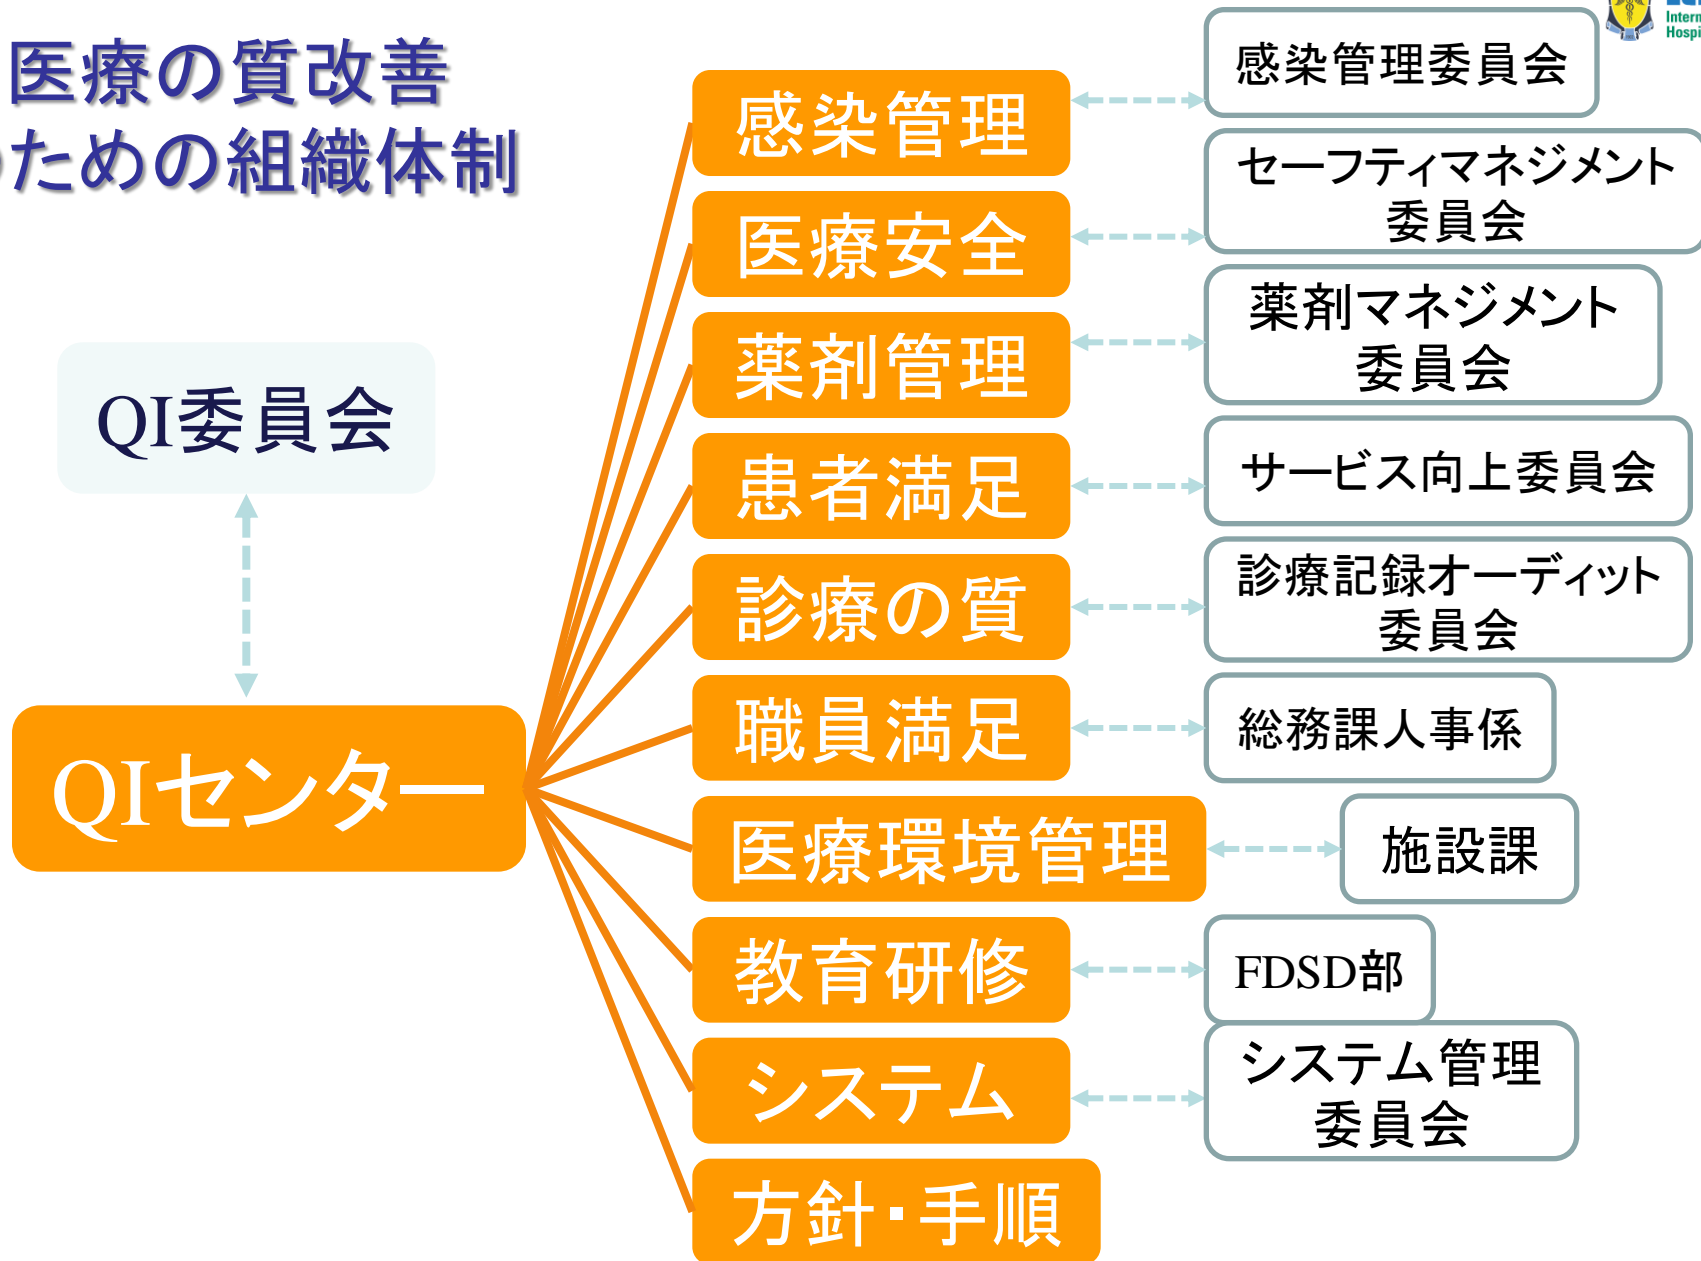 医療の質改善
のための組織体制
Intern
Hospi
QI委員会
QIセンター
感染管理
医療安全
薬剤管理
患者満足
診療の質
職員満足
医療環境管理
教育研修
システム
方針・手順
感染管理委員会
セーフティマネジメント
委員会
薬剤マネジメント
委員会
サービス向上委員会
診療記録オーディット
委員会
総務課人事係
施設課
FDSD部
システム管理
委員会